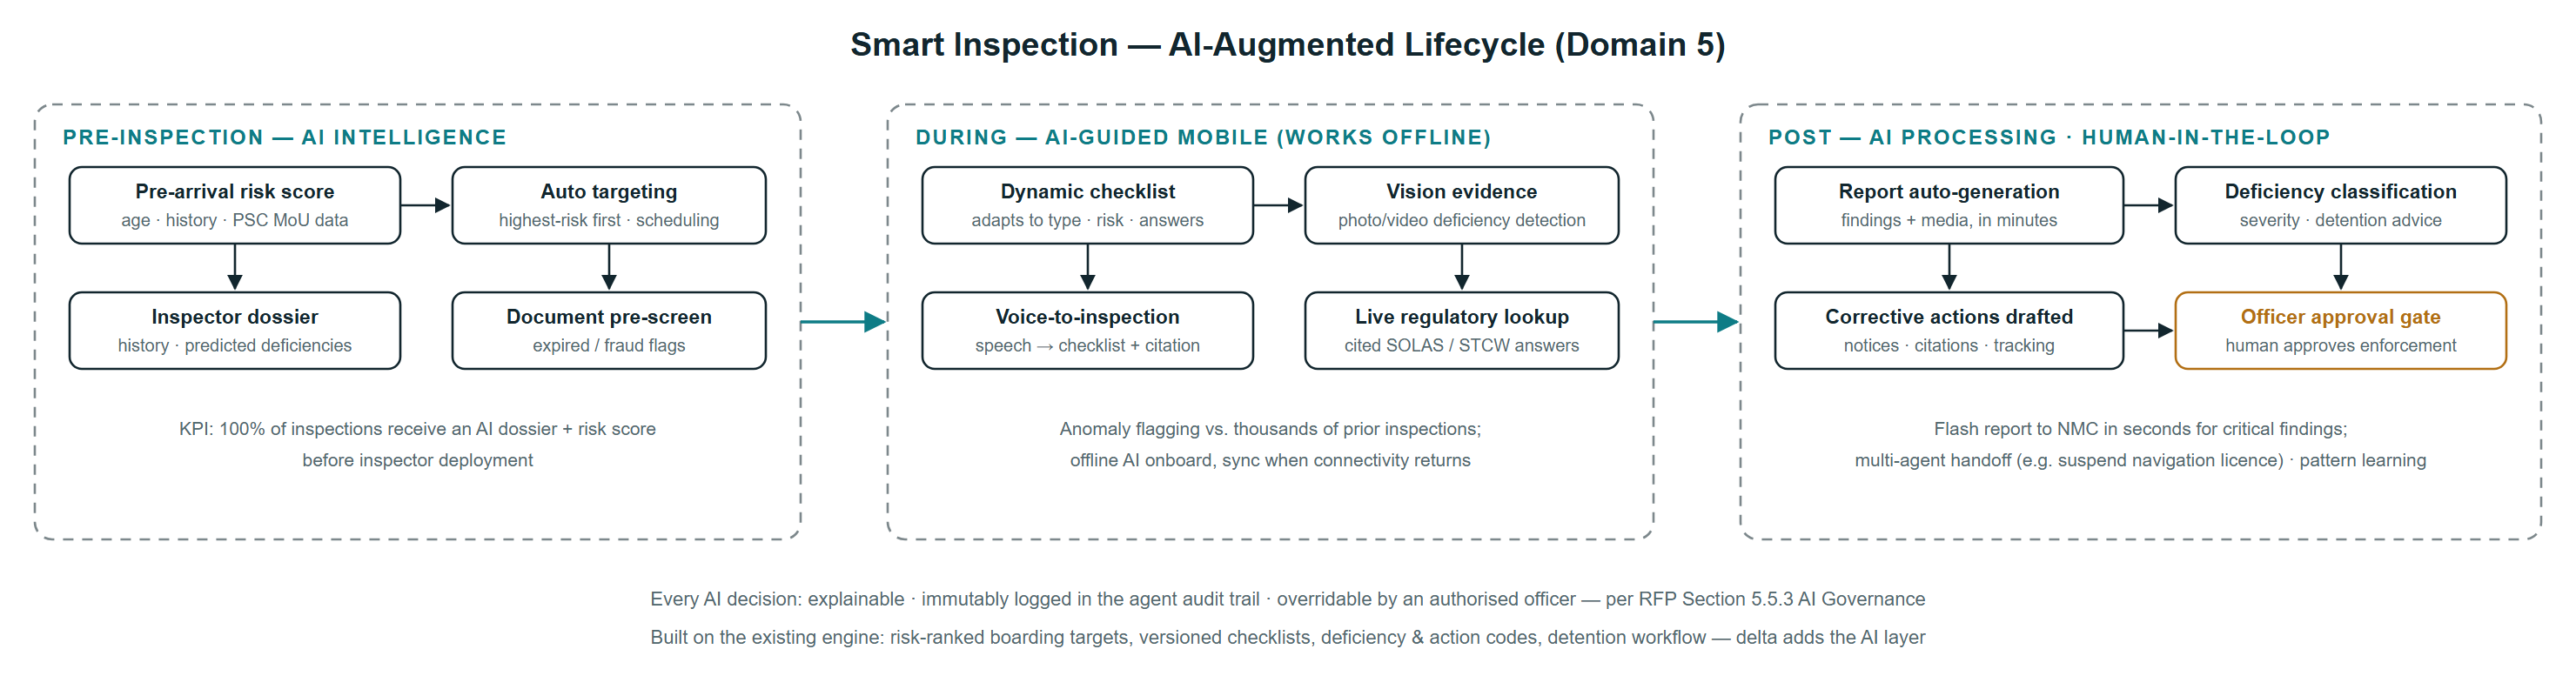 Smart Inspection — AI-Augmented Lifecycle (Domain 5)
PRE-INSPECTION — AI INTELLIGENCE
Pre-arrival risk score
age · history · PSC MoU data
Auto targeting
highest-risk first · scheduling
Inspector dossier
history · predicted deficiencies
Document pre-screen
expired / fraud flags
KPI: 100% of inspections receive an AI dossier + risk score
before inspector deployment
DURING — AI-GUIDED MOBILE (WORKS OFFLINE)
Dynamic checklist
adapts to type · risk · answers
Vision evidence
photo/video deficiency detection
Voice-to-inspection
speech → checklist + citation
Live regulatory lookup
cited SOLAS / STCW answers
Anomaly flagging vs. thousands of prior inspections;
offline AI onboard, sync when connectivity returns
POST — AI PROCESSING · HUMAN-IN-THE-LOOP
Report auto-generation
findings + media, in minutes
Deficiency classification
severity · detention advice
Corrective actions drafted
notices · citations · tracking
Officer approval gate
human approves enforcement
Flash report to NMC in seconds for critical findings;
multi-agent handoff (e.g. suspend navigation licence) · pattern learning
Every AI decision: explainable · immutably logged in the agent audit trail · overridable by an authorised officer — per RFP Section 5.5.3 AI Governance
Built on the existing engine: risk-ranked boarding targets, versioned checklists, deficiency & action codes, detention workflow — delta adds the AI layer